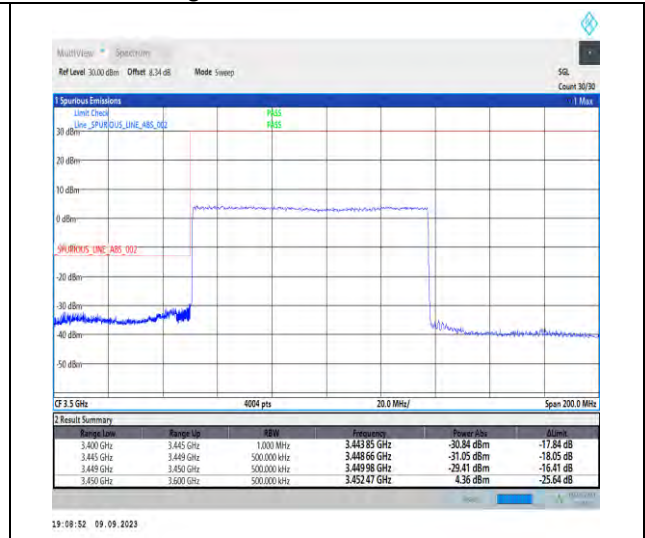 MultiView Spectrum
Ref Level 30.00 dBm Offset 8.34 dB Mode Sweep SGL
Count 30/30
1 Spurious Emissions 1 Max
Limit Check PASS
Line _SPURIOUS_LINE_ABS_002 PASS
30 dBm
20 dBm
10 dBm
0 dBm
_SPURIOUS_LINE_ABS_002
-20 dBm
-30 dBm
-40 dBm
-50 dBm
CF 3.5 GHz 4004 pts 20.0 MHz/ Span 200.0 MHz
2 Result Summary
Range Low Range Up RBW Frequency Power Abs ΔLimit
3.400 GHz 3.445 GHz 1.000 MHz 3.443 85 GHz -30.84 dBm -17.84 dB
3.445 GHz 3.449 GHz 500.000 kHz 3.448 66 GHz -31.05 dBm -18.05 dB
3.449 GHz 3.450 GHz 500.000 kHz 3.449 98 GHz -29.41 dBm -16.41 dB
3.450 GHz 3.600 GHz 500.000 kHz 3.452 47 GHz 4.36 dBm -25.64 dB
19:08:52 09.09.2023